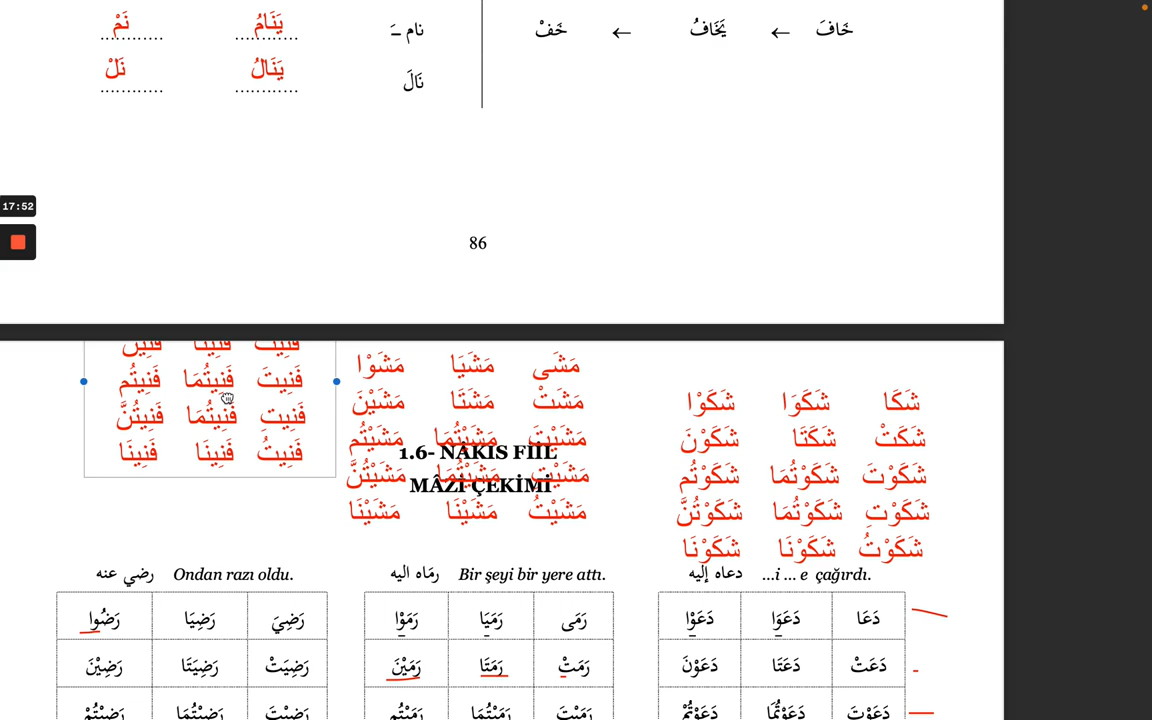 خَافَ ← يَخَافُ ← خَفْ
نام ـَ يَنَامُ نَمْ
نَالَ يَنَالُ نَلْ
17:52
86
فَنِيَتْ فَنِيَتَا فَنِينَ
فَنِيتَ فَنِيتُمَا فَنِيتُم
فَنِيتِ فَنِيتُمَا فَنِيتُنَّ
فَنِيتُ فَنِينَا فَنِينَا
مَشَى مَشَيَا مَشَوْا
مَشَتْ مَشَتَا مَشَيْنَ
مَشَيْتَ مَشَيْتُمَا مَشَيْتُم
مَشَيْتِ مَشَيْتُمَا مَشَيْتُنَّ
مَشَيْتُ مَشَيْنَا مَشَيْنَا
شَكَا شَكَوَا شَكَوْا
شَكَتْ شَكَتَا شَكَوْنَ
شَكَوْتَ شَكَوْتُمَا شَكَوْتُم
شَكَوْتِ شَكَوْتُمَا شَكَوْتُنَّ
شَكَوْتُ شَكَوْنَا شَكَوْنَا
1.6- NAKIS FİİL
MÂZİ ÇEKİMİ
...i ... e çağırdı. دعاه إليه
Bir şeyi bir yere attı. رمَاه اليه
Ondan razı oldu. رضي عنه
دَعَا دَعَوَا دَعَوْا
دَعَتْ دَعَتَا دَعَوْنَ
دَعَوْتَ دَعَوْتُمَا دَعَوْتُمْ
رَمَى رَمَيَا رَمَوْا
رَمَتْ رَمَتَا رَمَيْنَ
رَمَيْتَ رَمَيْتُمَا رَمَيْتُم
رَضِيَ رَضِيَا رَضُوا
رَضِيَتْ رَضِيَتَا رَضِيْنَ
رَضِيْتَ رَضِيْتُمَا رَضِيْتُمْ